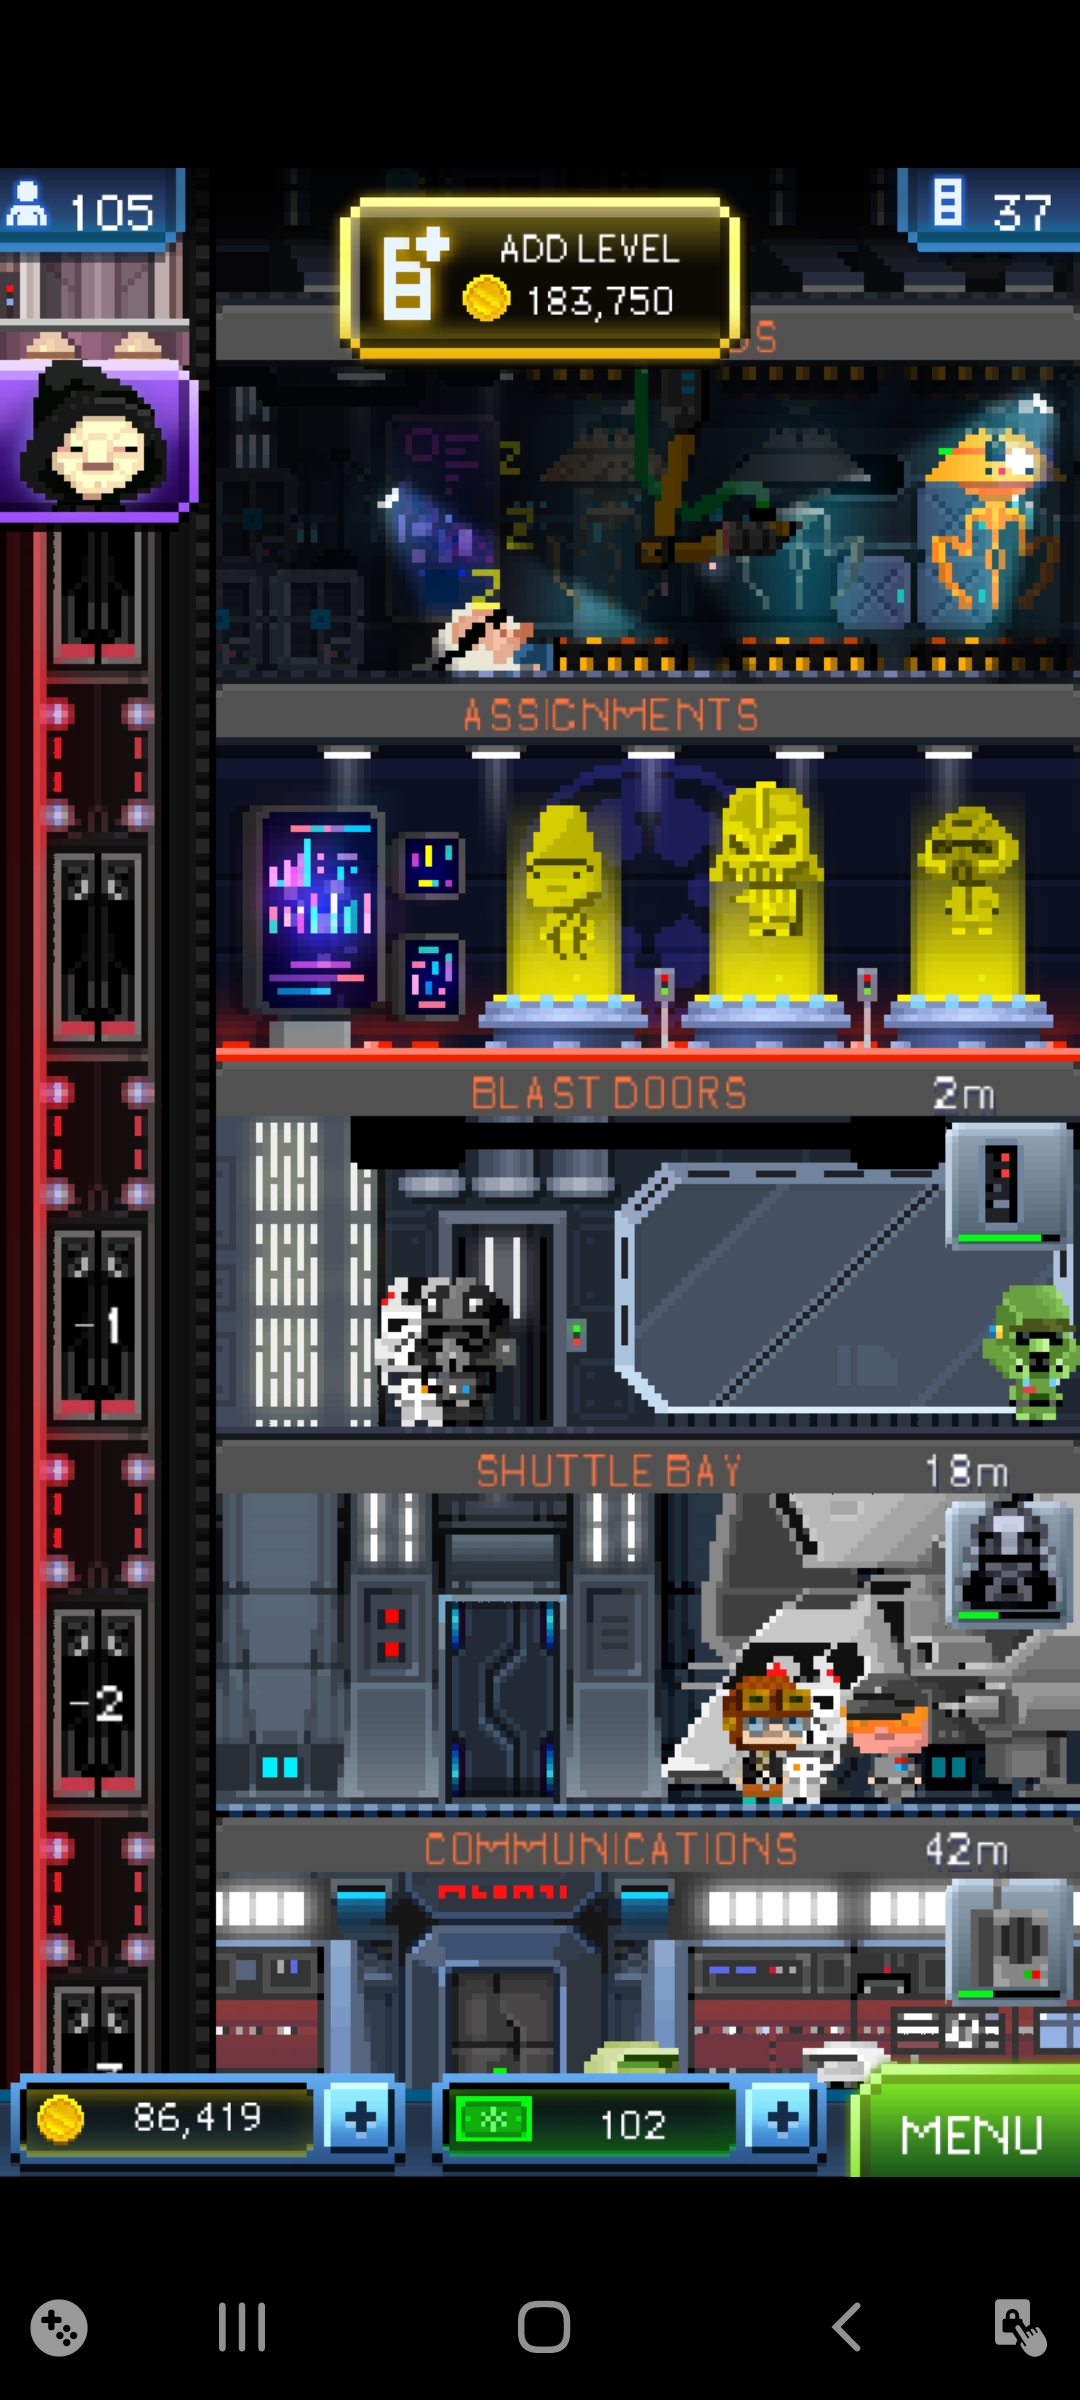 105
ADD LEVEL
183,750
37
DS
Z
Z
Z
ASSIGNMENTS
BLAST DOORS 2m
-1
SHUTTLE BAY 18m
-2
COMMUNICATIONS 42m
86,419
102
MENU